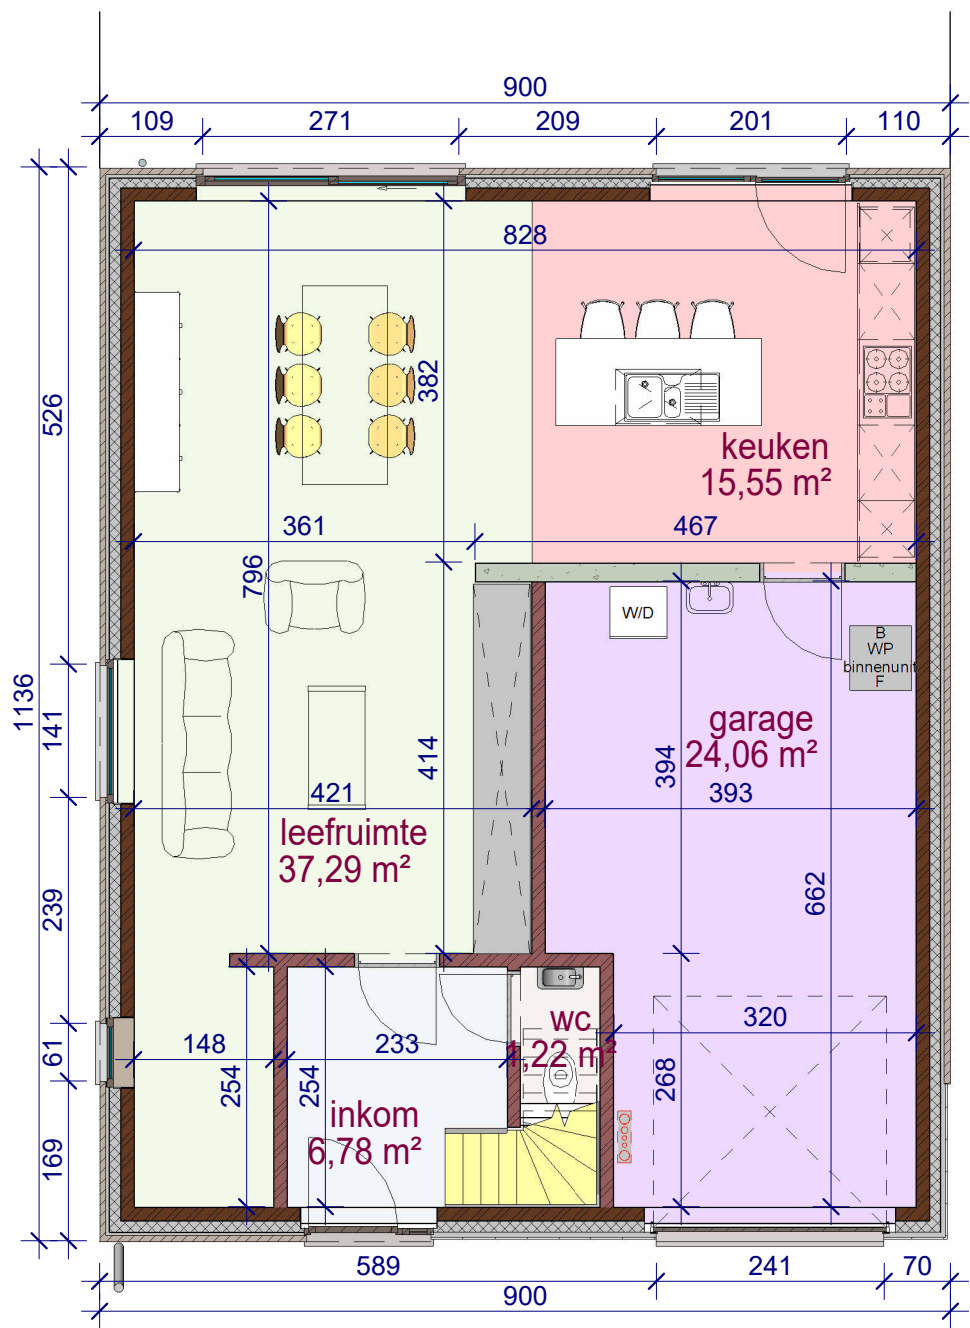 900
109 271 209 201 110
828
382
526
keuken
15,55 m²
361 467
796
W/D
B
WP
binnenunit
F
1136
141
garage
24,06 m²
414 394
421 393
leefruimte
37,29 m²
662
239
wc
1,22 m²
320
148 233
61
254 254 268
inkom
6,78 m²
169
589 241 70
900